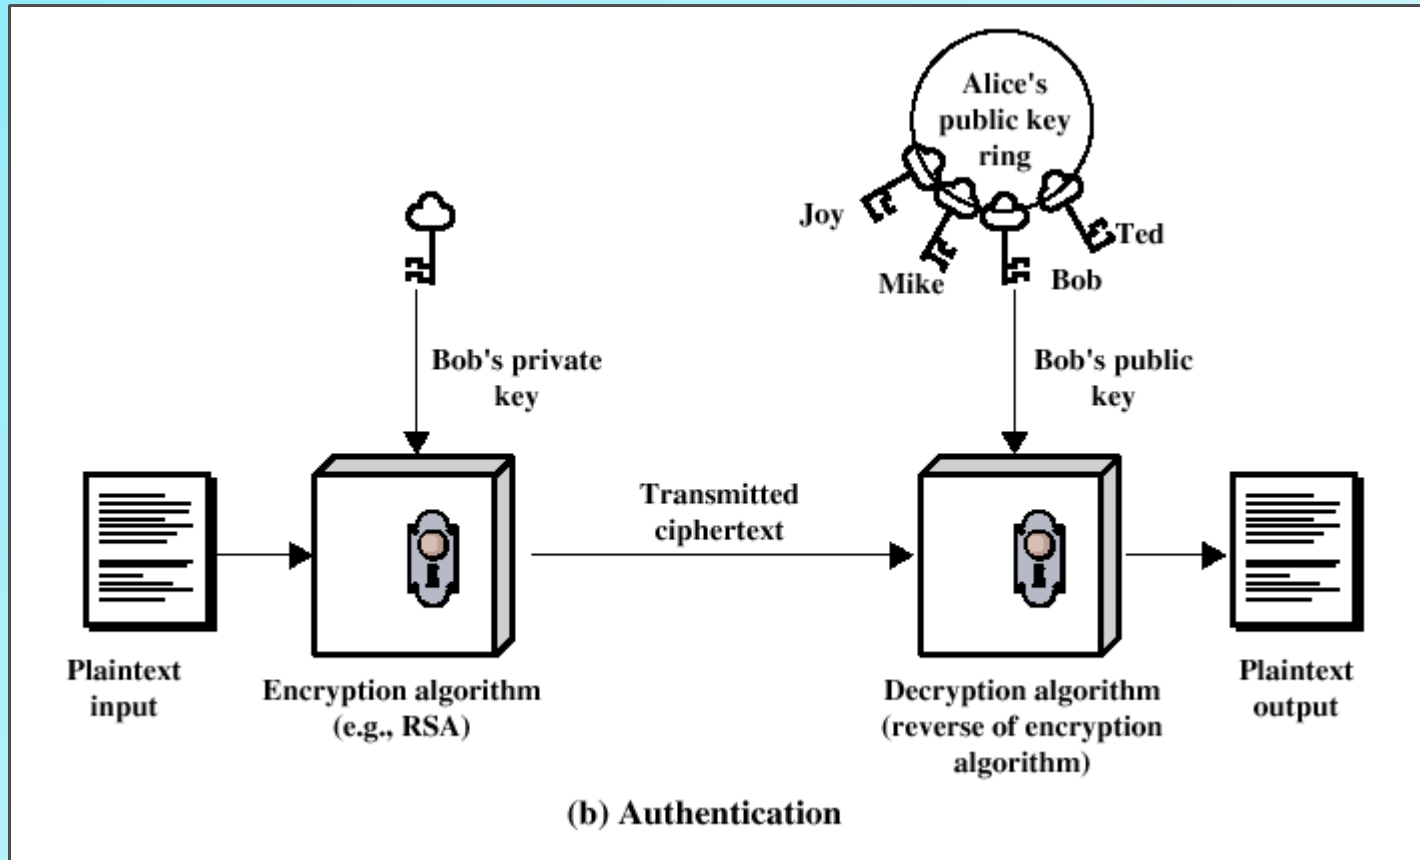 Alice's
public key
ring
Joy
Ted
Mike
Bob
Bob's private
key
Bob's public
key
Transmitted
ciphertext
Plaintext
input
Encryption algorithm
(e.g., RSA)
Decryption algorithm
(reverse of encryption
algorithm)
Plaintext
output
(b) Authentication